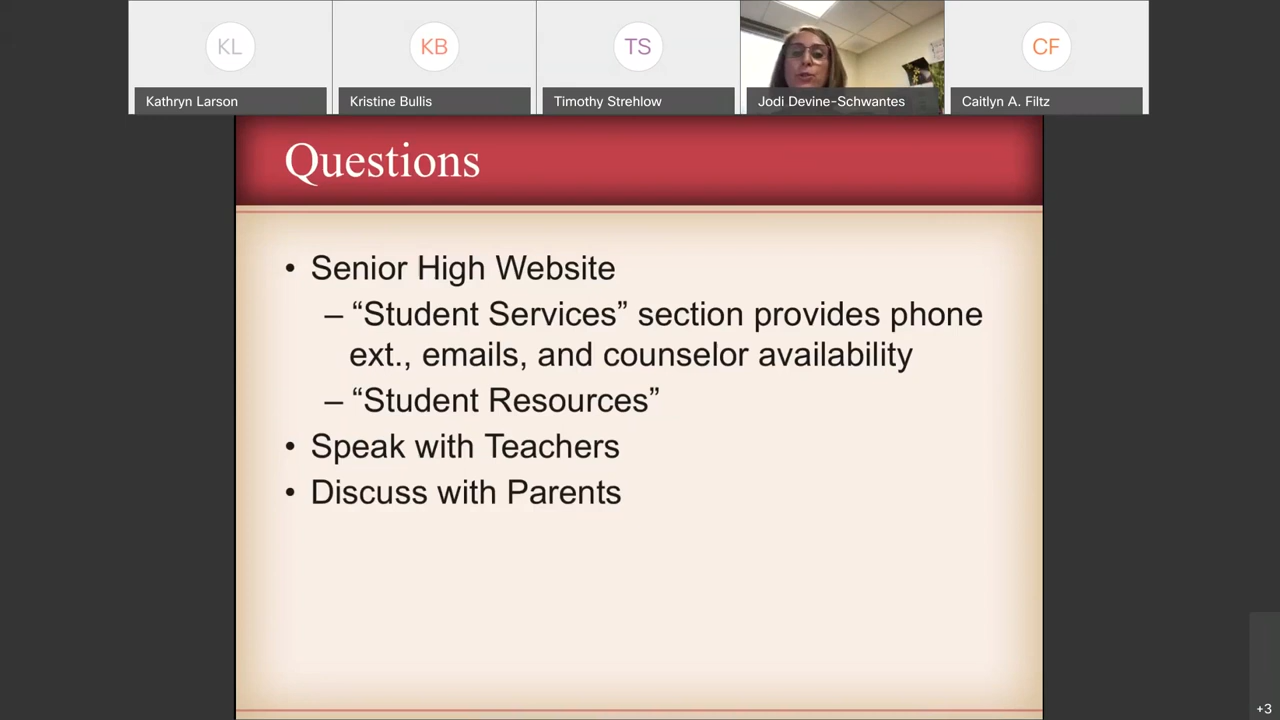 KL
KB
TS
CF
Kathryn Larson
Kristine Bullis
Timothy Strehlow
Jodi Devine-Schwantes
Caitlyn A. Filtz
Questions
• Senior High Website
– “Student Services” section provides phone
ext., emails, and counselor availability
– “Student Resources”
• Speak with Teachers
• Discuss with Parents
+3